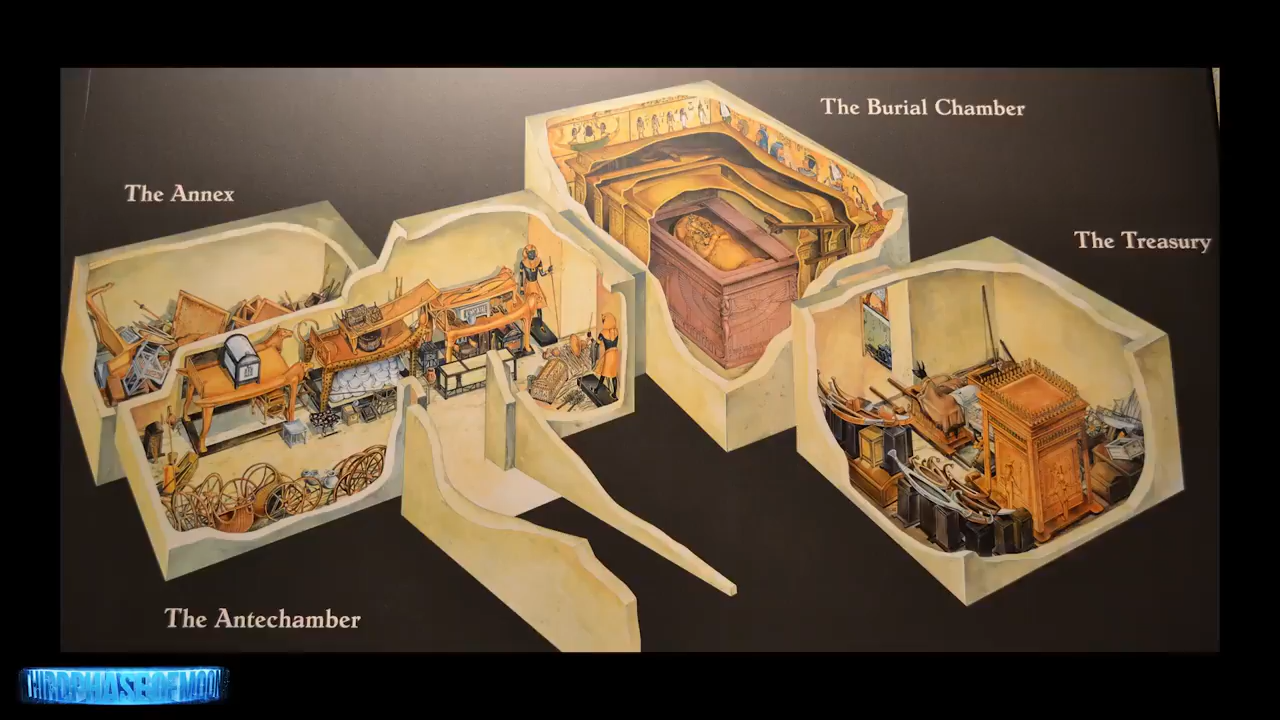 The Burial Chamber
The Annex
The Treasury
The Antechamber
THIRDPHASEOFMOON